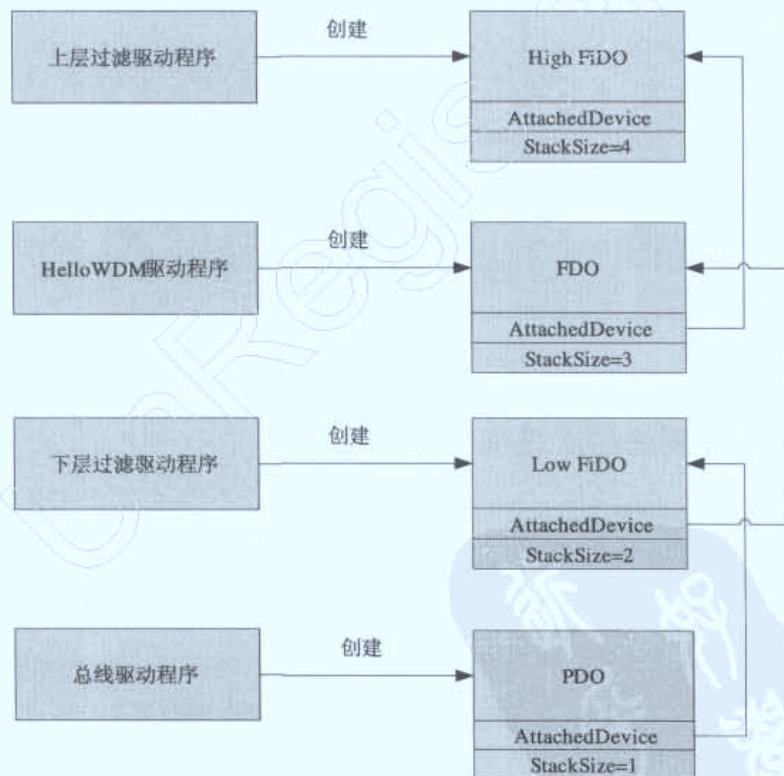 上层过滤驱动程序
创建
High FiDO
AttachedDevice
StackSize=4
HelloWDM驱动程序
创建
FDO
AttachedDevice
StackSize=3
下层过滤驱动程序
创建
Low FiDO
AttachedDevice
StackSize=2
总线驱动程序
创建
PDO
AttachedDevice
StackSize=1